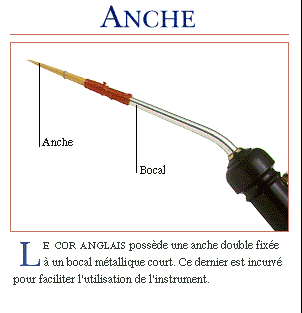 ANCHE
Anche
Bocal
LE COR ANGLAIS possède une anche double fixée
à un bocal métallique court. Ce dernier est incurvé
pour faciliter l'utilisation de l'instrument.